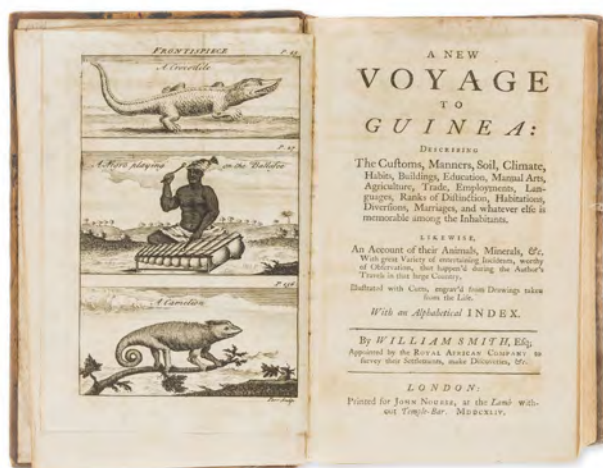 FRONTISPIECE
A Crocodile
P. 27
A Negro playing on the Ballafoe
A Camelion
A NEW
VOYAGE
TO
GUINEA:
DESCRIBING
The Customs, Manners, Soil, Climate,
Habits, Buildings, Education, Manual Arts,
Agriculture, Trade, Employments, Lan-
guages, Ranks of Distinction, Habitations,
Diversions, Marriages, and whatever else is
memorable among the Inhabitants.
LIKEWISE,
An Account of their Animals, Minerals, &c.
With great Variety of entertaining Incidents, worthy
of Observation, that happen'd during the Author's
Travels in that large Country.
Illustrated with Cutts, engrav'd from Drawings taken
from the Life.
With an Alphabetical INDEX.
By WILLIAM SMITH, Esq;
Appointed by the ROYAL AFRICAN COMPANY to
survey their Settlements, make Discoveries, &c.
LONDON:
Printed for JOHN NOURSE, at the Lamb with-
out Temple-Bar. MDCCXLIV.